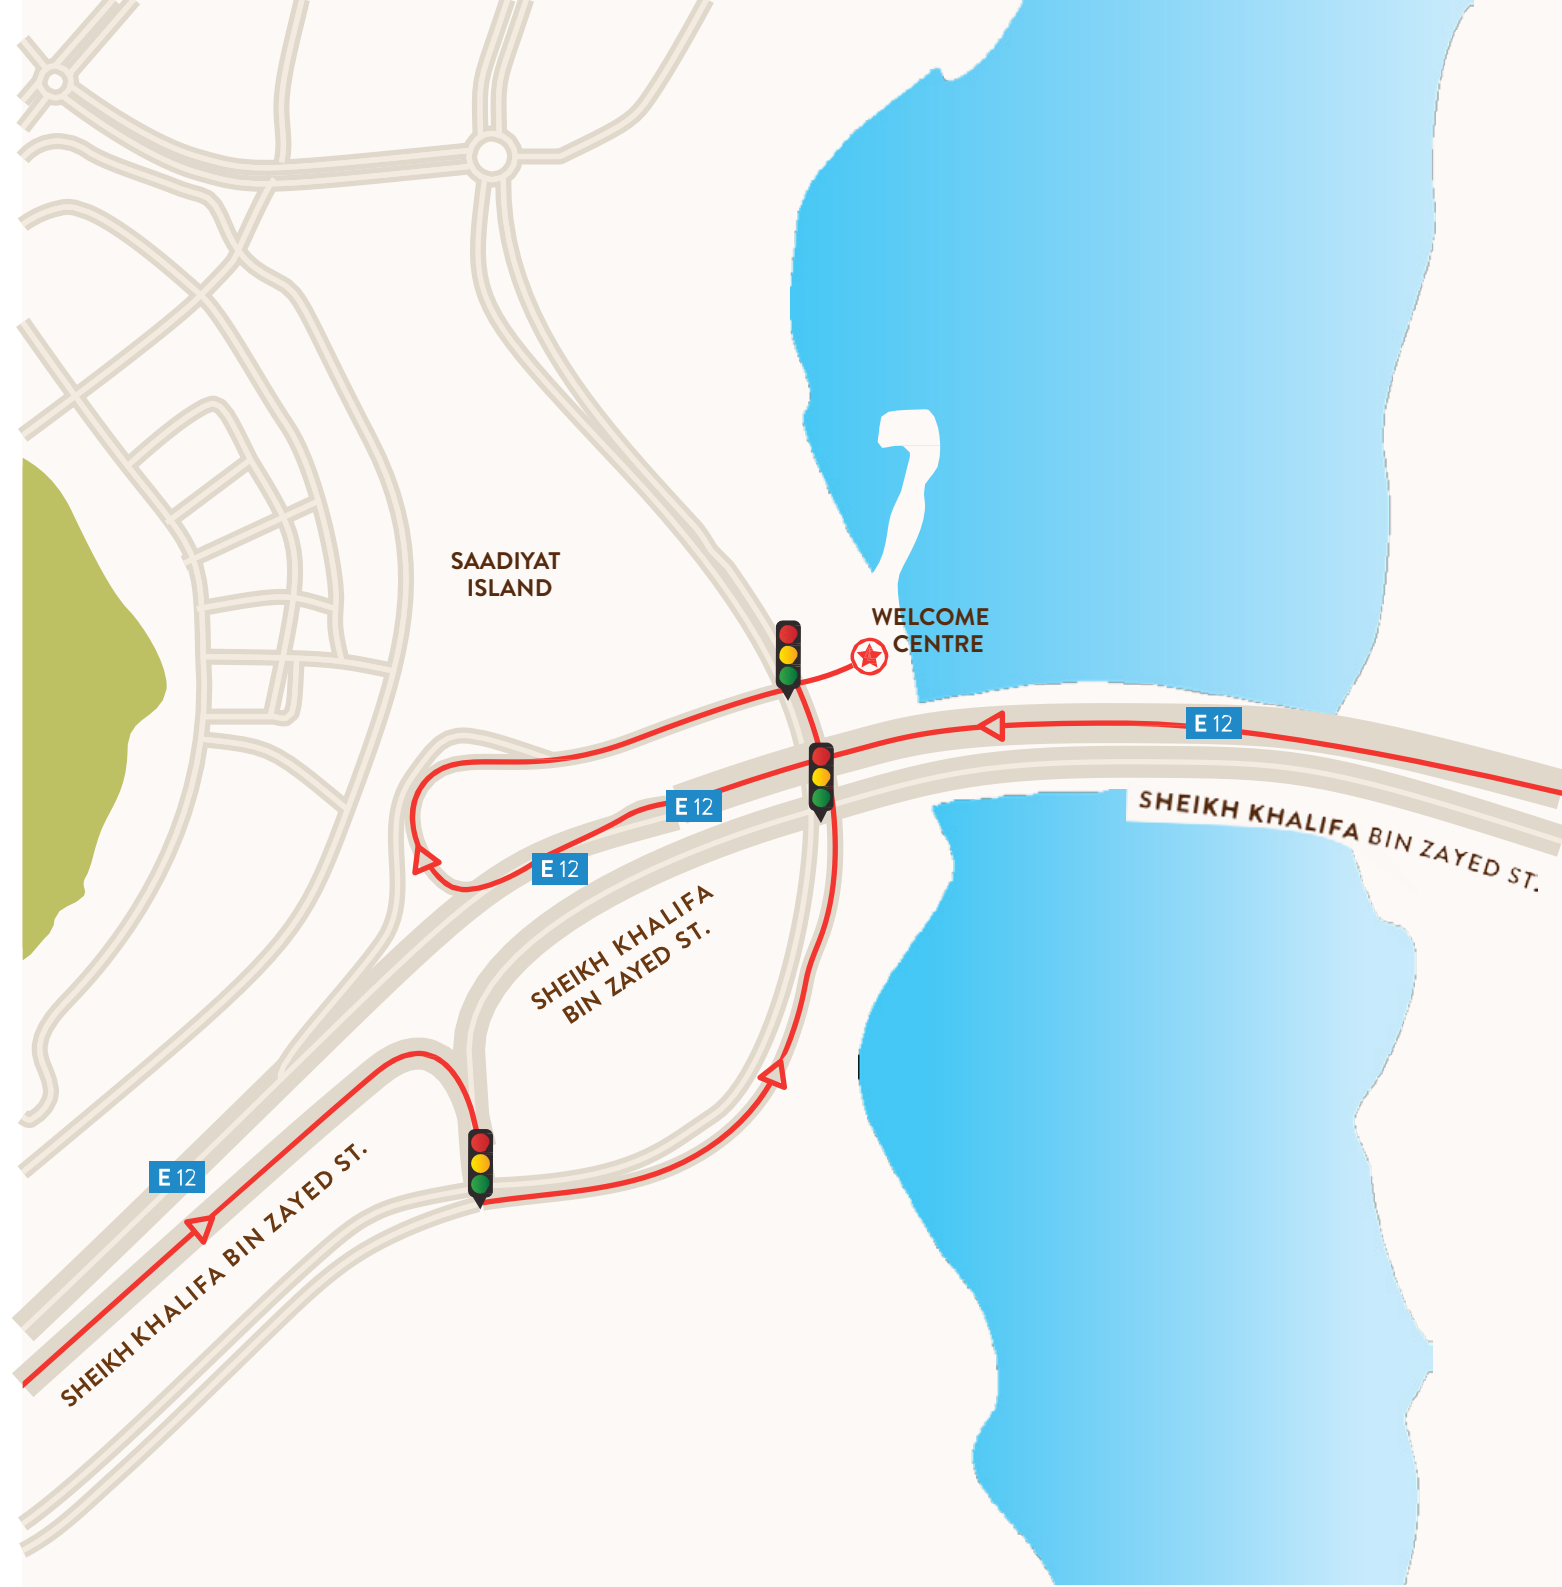 SAADIYAT
ISLAND
WELCOME
CENTRE
E 12
SHEIKH KHALIFA BIN ZAYED ST.
E 12
E 12
SHEIKH KHALIFA
BIN ZAYED ST.
E 12
SHEIKH KHALIFA BIN ZAYED ST.